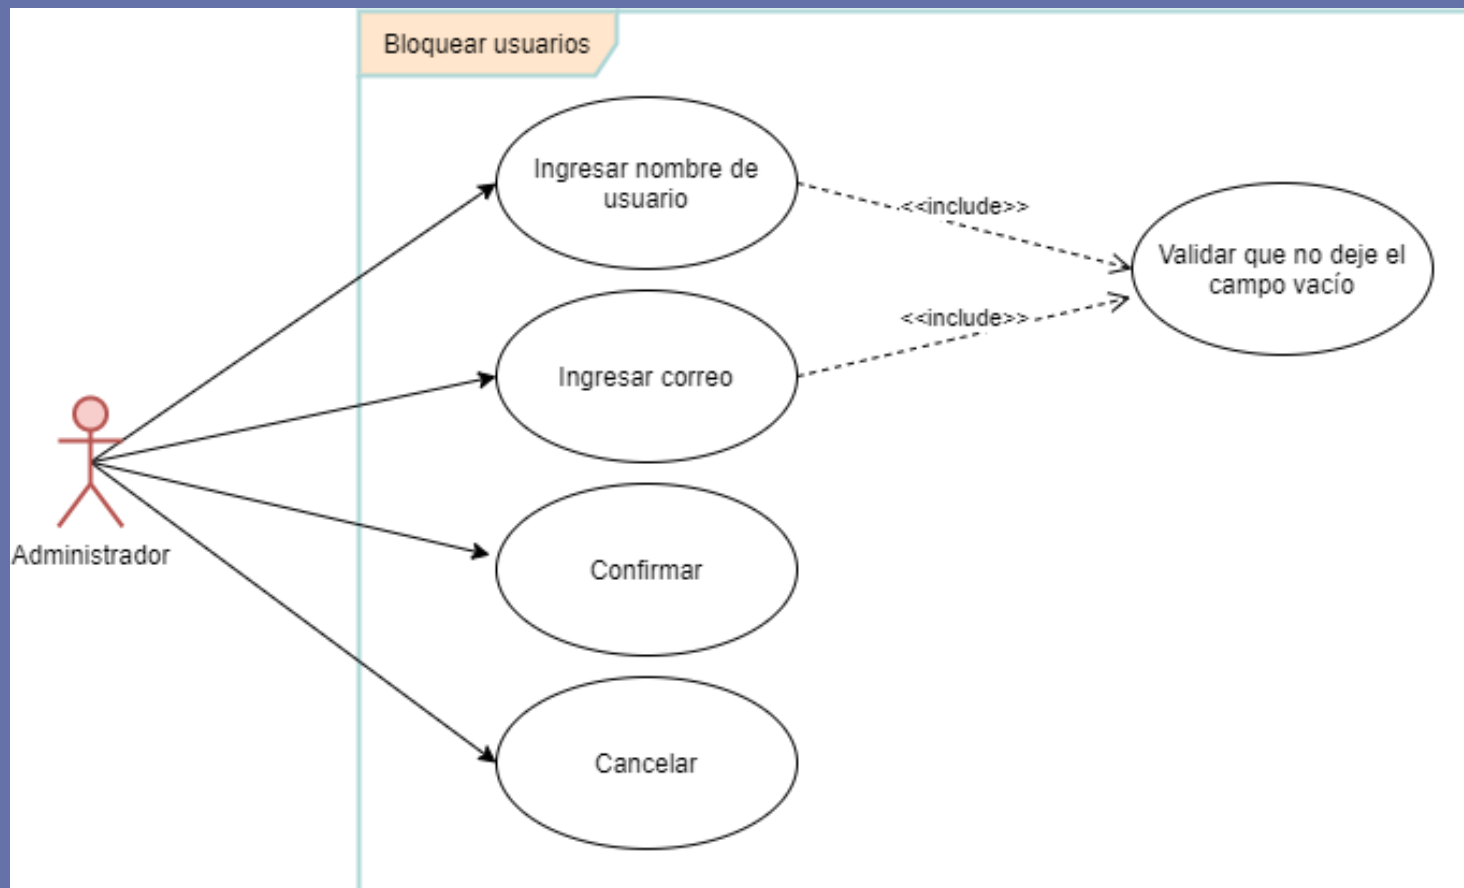 Bloquear usuarios
Ingresar nombre de
usuario
<<include>>
Validar que no deje el
campo vacío
<<include>>
Ingresar correo
Administrador
Confirmar
Cancelar